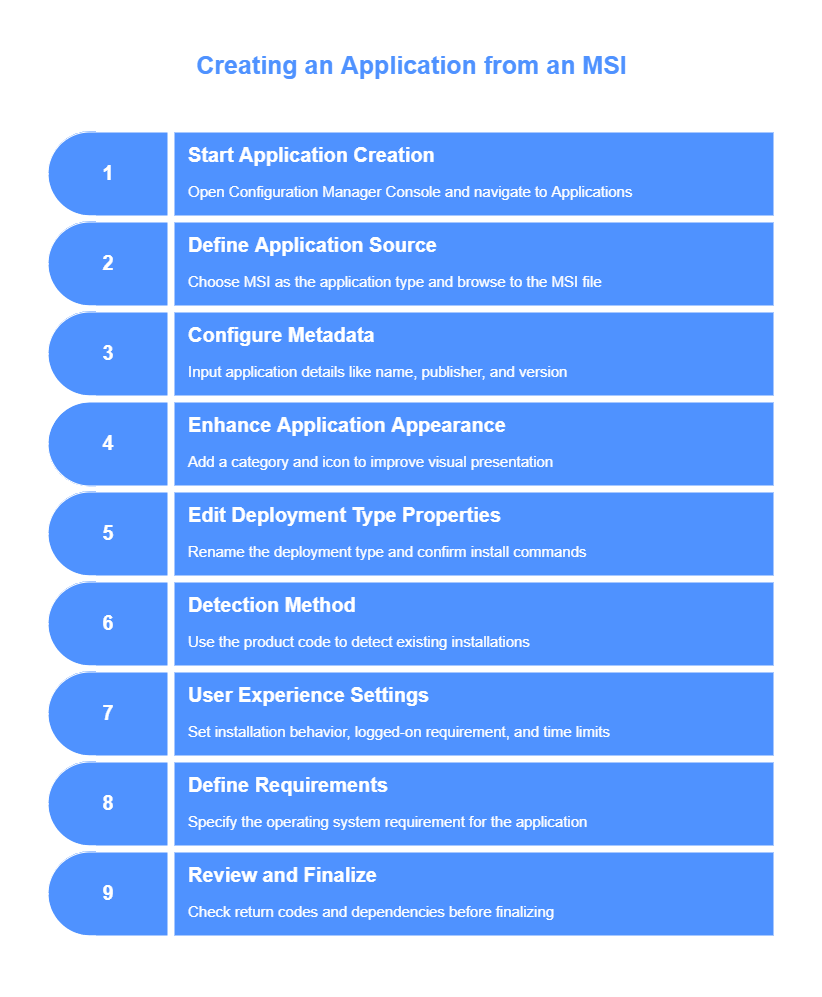 Creating an Application from an MSI
1
Start Application Creation
Open Configuration Manager Console and navigate to Applications
2
Define Application Source
Choose MSI as the application type and browse to the MSI file
3
Configure Metadata
Input application details like name, publisher, and version
4
Enhance Application Appearance
Add a category and icon to improve visual presentation
5
Edit Deployment Type Properties
Rename the deployment type and confirm install commands
6
Detection Method
Use the product code to detect existing installations
7
User Experience Settings
Set installation behavior, logged-on requirement, and time limits
8
Define Requirements
Specify the operating system requirement for the application
9
Review and Finalize
Check return codes and dependencies before finalizing